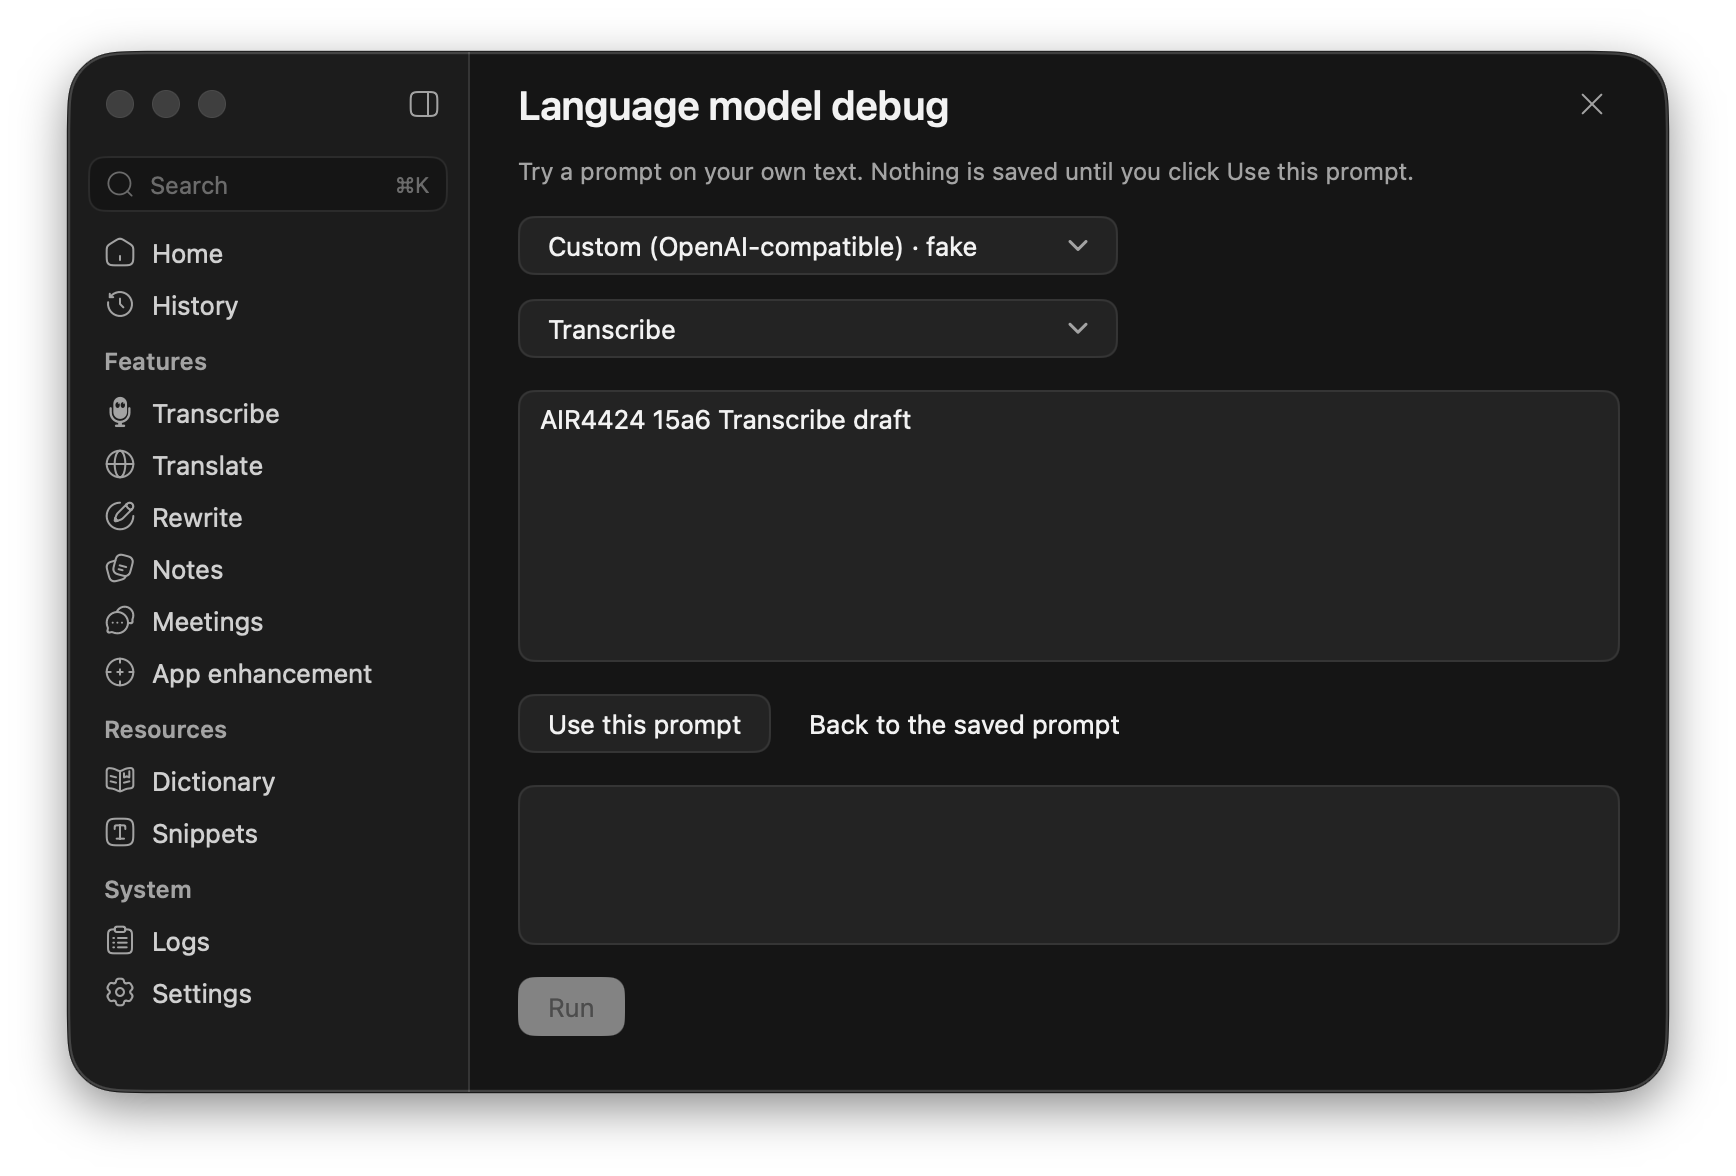 Search ⌘K
Home
History
Features
Transcribe
Translate
Rewrite
Notes
Meetings
App enhancement
Resources
Dictionary
Snippets
System
Logs
Settings
Language model debug
Try a prompt on your own text. Nothing is saved until you click Use this prompt.
Custom (OpenAI-compatible) · fake
Transcribe
AIR4424 15a6 Transcribe draft
Use this prompt
Back to the saved prompt
Run